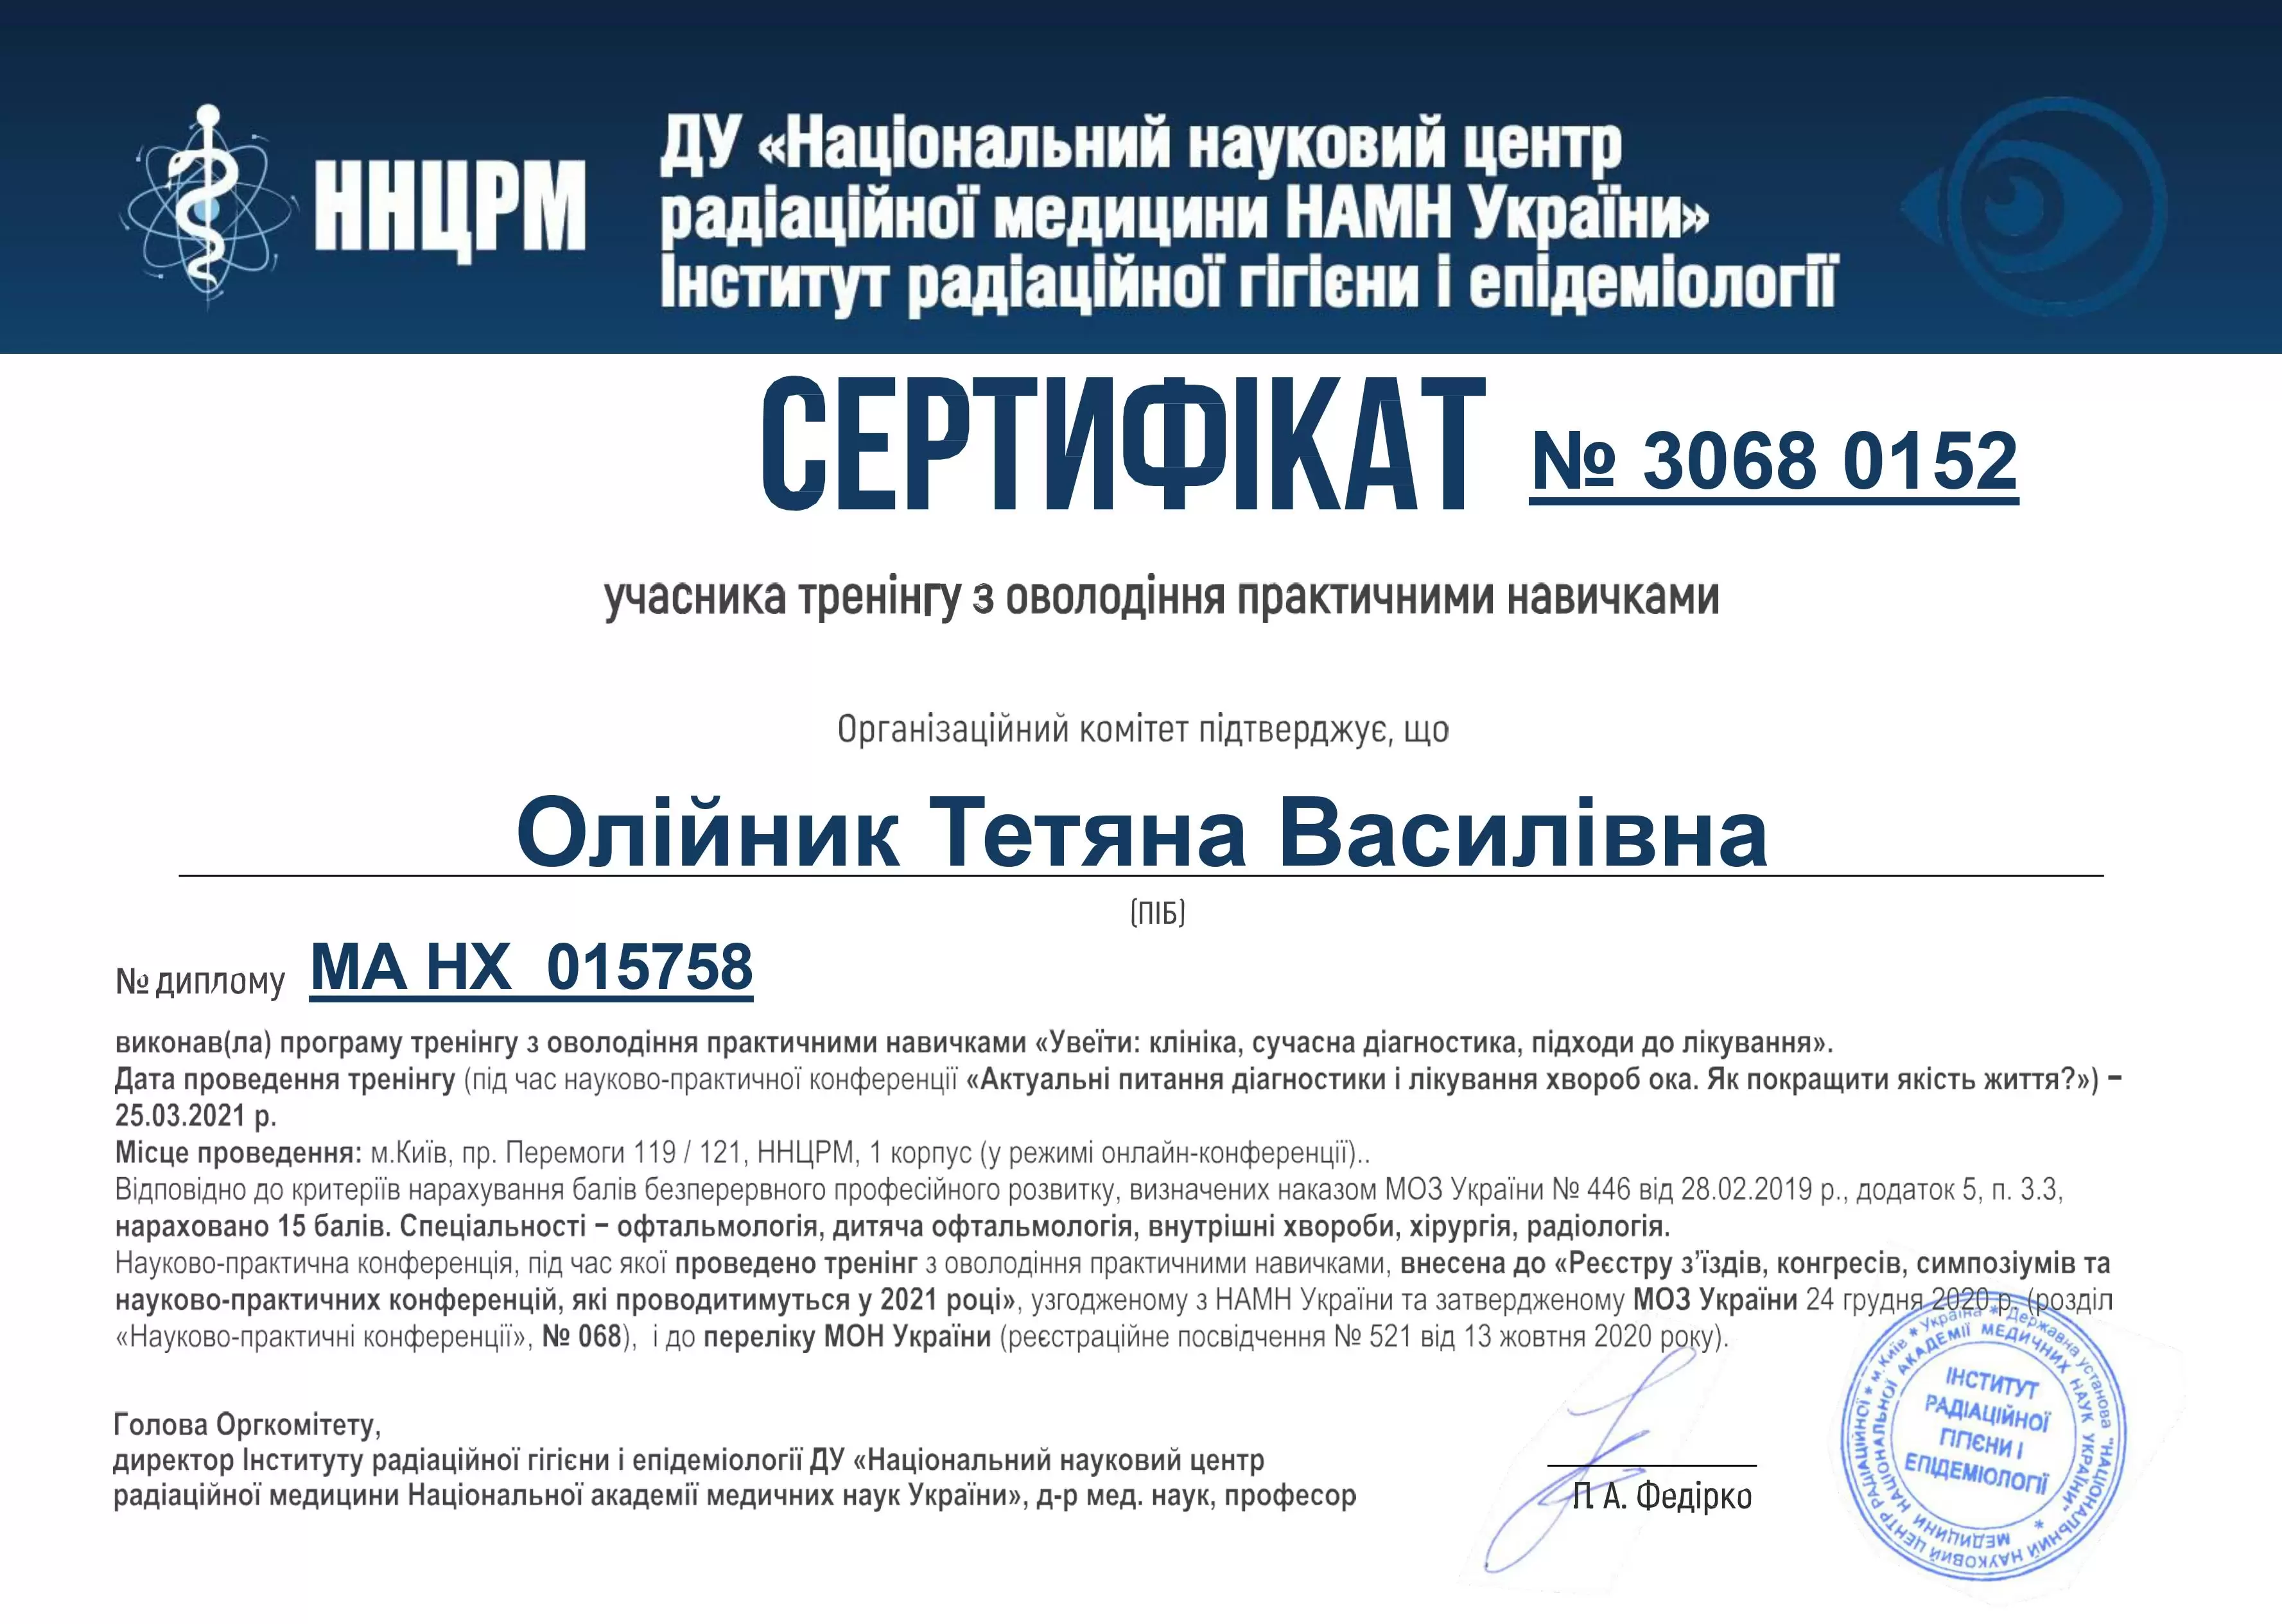 ННЦРМ
ДУ «Національний науковий центр
радіаційної медицини НАМН України»
Інститут радіаційної гігієни і епідеміології
СЕРТИФІКАТ № 3068 0152
учасника тренінгу з оволодіння практичними навичками
Організаційний комітет підтверджує, що
Олійник Тетяна Василівна
(ПІБ)
№ диплому МА НХ 015758
виконав(ла) програму тренінгу з оволодіння практичними навичками «Увеїти: клініка, сучасна діагностика, підходи до лікування».
Дата проведення тренінгу (під час науково-практичної конференції «Актуальні питання діагностики і лікування хвороб ока. Як покращити якість життя?») –
25.03.2021 р.
Місце проведення: м.Київ, пр. Перемоги 119 / 121, ННЦРМ, 1 корпус (у режимі онлайн-конференції)..
Відповідно до критеріїв нарахування балів безперервного професійного розвитку, визначених наказом МОЗ України № 446 від 28.02.2019 р., додаток 5, п. 3.3,
нараховано 15 балів. Спеціальності – офтальмологія, дитяча офтальмологія, внутрішні хвороби, хірургія, радіологія.
Науково-практична конференція, під час якої проведено тренінг з оволодіння практичними навичками, внесена до «Реєстру з’їздів, конгресів, симпозіумів та
науково-практичних конференцій, які проводитимуться у 2021 році», узгодженому з НАМН України та затвердженому МОЗ України 24 грудня 2020 р. (розділ
«Науково-практичні конференції», № 068), і до переліку МОН України (реєстраційне посвідчення № 521 від 13 жовтня 2020 року).
Голова Оргкомітету,
директор Інституту радіаційної гігієни і епідеміології ДУ «Національний науковий центр
радіаційної медицини Національної академії медичних наук України», д-р мед. наук, професор
П. А. Федірко
м.Київ * Україна * Державна установа "НАЦІОНАЛЬНИЙ НАУКОВИЙ ЦЕНТР РАДІАЦІЙНОЇ *
МЕДИЦИНИ НАЦІОНАЛЬНОЇ АКАДЕМІЇ МЕДИЧНИХ НАУК УКРАЇНИ" *
ІНСТИТУТ
РАДІАЦІЙНОЇ
ГІГІЄНИ І
ЕПІДЕМІОЛОГІЇ